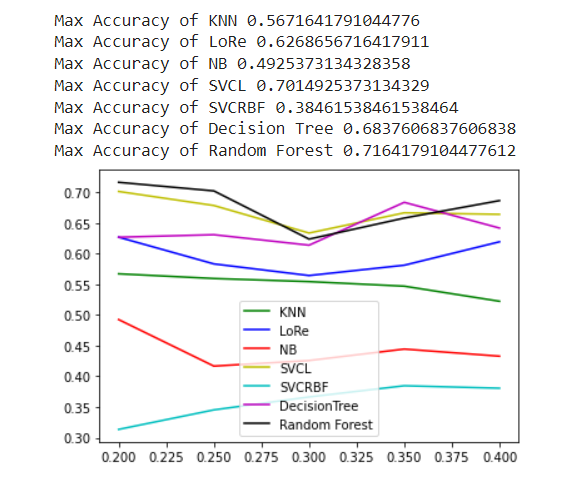 Max Accuracy of KNN 0.5671641791044776
Max Accuracy of LoRe 0.6268656716417911
Max Accuracy of NB 0.4925373134328358
Max Accuracy of SVCL 0.7014925373134329
Max Accuracy of SVCRBF 0.38461538461538464
Max Accuracy of Decision Tree 0.6837606837606838
Max Accuracy of Random Forest 0.7164179104477612
0.70
0.65
0.60
0.55
0.50
0.45
0.40
0.35
0.30
KNN
LoRe
NB
SVCL
SVCRBF
DecisionTree
Random Forest
0.200 0.225 0.250 0.275 0.300 0.325 0.350 0.375 0.400